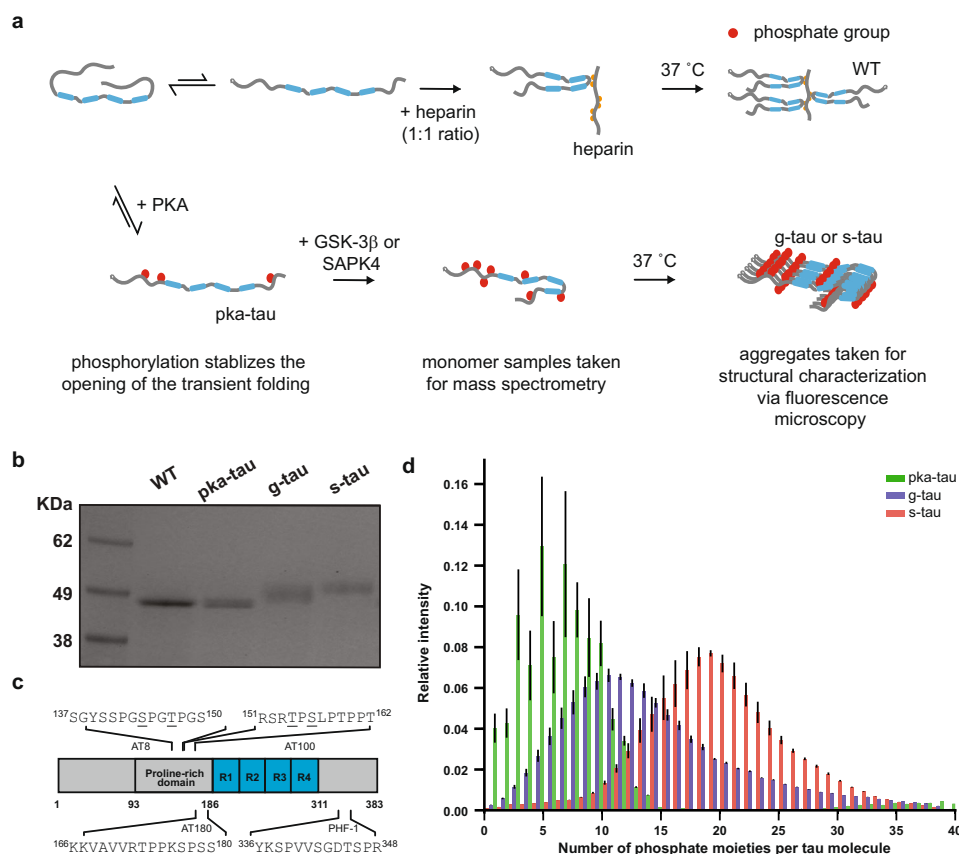 a
phosphate group
37 ˚C
WT
+ heparin
(1:1 ratio)
heparin
+ PKA
+ GSK-3β or
SAPK4
37 ˚C
g-tau or s-tau
pka-tau
phosphorylation stablizes the
opening of the transient folding
monomer samples taken
for mass spectrometry
aggregates taken for
structural characterization
via fluorescence
microscopy
b
WT
pka-tau
g-tau
s-tau
KDa
62
49
38
c
137SGYSSPGSPGTPGS150
151RSRTPSLPTPPT162
AT8
AT100
Proline-rich
domain
R1
R2
R3
R4
1
93
186
311
383
AT180
PHF-1
166KKVAVVRTPPKSPSS180
336YKSPVVSGDTSPR348
d
pka-tau
g-tau
s-tau
Relative intensity
0.16
0.14
0.12
0.10
0.08
0.06
0.04
0.02
0.00
0
5
10
15
20
25
30
35
40
Number of phosphate moieties per tau molecule